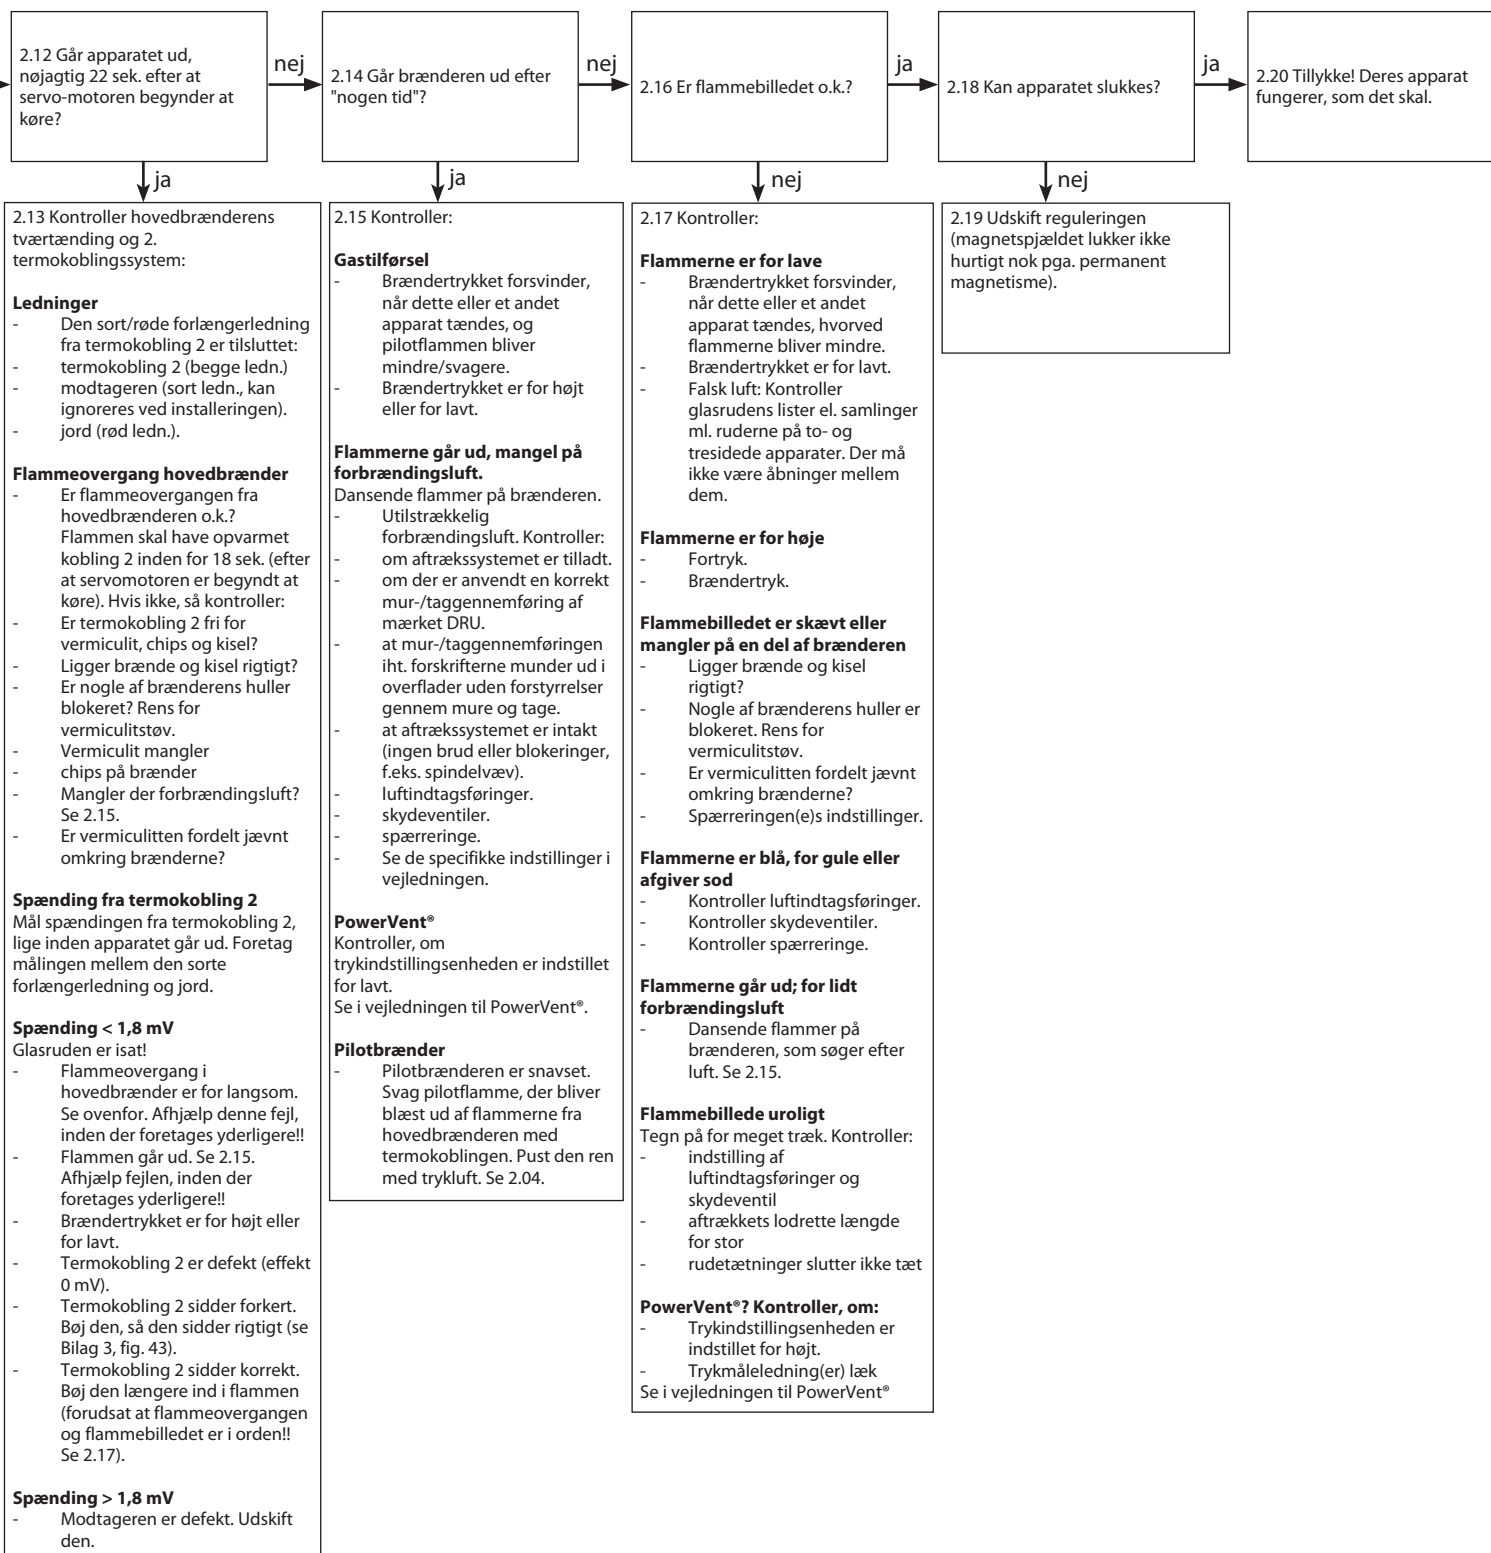 2.12 Går apparatet ud,
nøjagtig 22 sek. efter at
servo-motoren begynder at
køre?
nej
2.14 Går brænderen ud efter
"nogen tid"?
nej
2.16 Er flammebilledet o.k.?
ja
2.18 Kan apparatet slukkes?
ja
2.20 Tillykke! Deres apparat
fungerer, som det skal.
ja
ja
nej
nej
2.13 Kontroller hovedbrænderens
tværtænding og 2.
termokoblingssystem:
Ledninger
- Den sort/røde forlængerledning
fra termokobling 2 er tilsluttet:
- termokobling 2 (begge ledn.)
- modtageren (sort ledn., kan
ignoreres ved installeringen).
- jord (rød ledn.).
Flammeovergang hovedbrænder
- Er flammeovergangen fra
hovedbrænderen o.k.?
Flammen skal have opvarmet
kobling 2 inden for 18 sek. (efter
at servomotoren er begyndt at
køre). Hvis ikke, så kontroller:
- Er termokobling 2 fri for
vermiculit, chips og kisel?
- Ligger brænde og kisel rigtigt?
- Er nogle af brænderens huller
blokeret? Rens for
vermiculitstøv.
- Vermiculit mangler
- chips på brænder
- Mangler der forbrændingsluft?
Se 2.15.
- Er vermiculitten fordelt jævnt
omkring brænderne?
Spænding fra termokobling 2
Mål spændingen fra termokobling 2,
lige inden apparatet går ud. Foretag
målingen mellem den sorte
forlængerledning og jord.
Spænding < 1,8 mV
Glasruden er isat!
- Flammeovergang i
hovedbrænder er for langsom.
Se ovenfor. Afhjælp denne fejl,
inden der foretages yderligere!!
- Flammen går ud. Se 2.15.
Afhjælp fejlen, inden der
foretages yderligere!!
- Brændertrykket er for højt eller
for lavt.
- Termokobling 2 er defekt (effekt
0 mV).
- Termokobling 2 sidder forkert.
Bøj den, så den sidder rigtigt (se
Bilag 3, fig. 43).
- Termokobling 2 sidder korrekt.
Bøj den længere ind i flammen
(forudsat at flammeovergangen
og flammebilledet er i orden!!
Se 2.17).
Spænding > 1,8 mV
- Modtageren er defekt. Udskift
den.
2.15 Kontroller:
Gastilførsel
- Brændertrykket forsvinder,
når dette eller et andet
apparat tændes, og
pilotflammen bliver
mindre/svagere.
- Brændertrykket er for højt
eller for lavt.
Flammerne går ud, mangel på
forbrændingsluft.
Dansende flammer på brænderen.
- Utilstrækkelig
forbrændingsluft. Kontroller:
- om aftrækssystemet er tilladt.
- om der er anvendt en korrekt
mur-/taggennemføring af
mærket DRU.
- at mur-/taggennemføringen
iht. forskrifterne munder ud i
overflader uden forstyrrelser
gennem mure og tage.
- at aftrækssystemet er intakt
(ingen brud eller blokeringer,
f.eks. spindelvæv).
- luftindtagsføringer.
- skydeventiler.
- spærreringe.
- Se de specifikke indstillinger i
vejledningen.
PowerVent®
Kontroller, om
trykindstillingsenheden er indstillet
for lavt.
Se i vejledningen til PowerVent®.
Pilotbrænder
- Pilotbrænderen er snavset.
Svag pilotflamme, der bliver
blæst ud af flammerne fra
hovedbrænderen med
termokoblingen. Pust den ren
med trykluft. Se 2.04.
2.17 Kontroller:
Flammerne er for lave
- Brændertrykket forsvinder,
når dette eller et andet
apparat tændes, hvorved
flammerne bliver mindre.
- Brændertrykket er for lavt.
- Falsk luft: Kontroller
glasrudens lister el. samlinger
ml. ruderne på to- og
tresidede apparater. Der må
ikke være åbninger mellem
dem.
Flammerne er for høje
- Fortryk.
- Brændertryk.
Flammebilledet er skævt eller
mangler på en del af brænderen
- Ligger brænde og kisel
rigtigt?
- Nogle af brænderens huller er
blokeret. Rens for
vermiculitstøv.
- Er vermiculitten fordelt jævnt
omkring brænderne?
- Spærreringen(e)s indstillinger.
Flammerne er blå, for gule eller
afgiver sod
- Kontroller luftindtagsføringer.
- Kontroller skydeventiler.
- Kontroller spærreringe.
Flammerne går ud; for lidt
forbrændingsluft
- Dansende flammer på
brænderen, som søger efter
luft. Se 2.15.
Flammebillede uroligt
Tegn på for meget træk. Kontroller:
- indstilling af
luftindtagsføringer og
skydeventil
- aftrækkets lodrette længde
for stor
- rudetætninger slutter ikke tæt
PowerVent®? Kontroller, om:
- Trykindstillingsenheden er
indstillet for højt.
- Trykmåleledning(er) læk
Se i vejledningen til PowerVent®
2.19 Udskift reguleringen
(magnetspjældet lukker ikke
hurtigt nok pga. permanent
magnetisme).